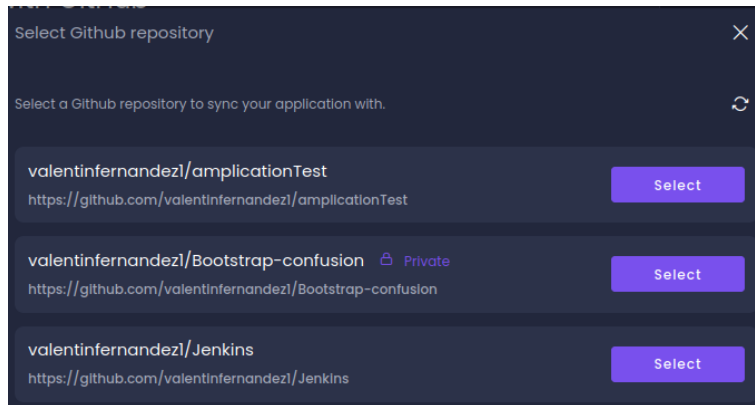 Select Github repository
Select a Github repository to sync your application with.
valentinfernandez1/amplicationTest
https://github.com/valentinfernandez1/amplicationTest
Select
valentinfernandez1/Bootstrap-confusion Private
https://github.com/valentinfernandez1/Bootstrap-confusion
Select
valentinfernandez1/Jenkins
https://github.com/valentinfernandez1/Jenkins
Select